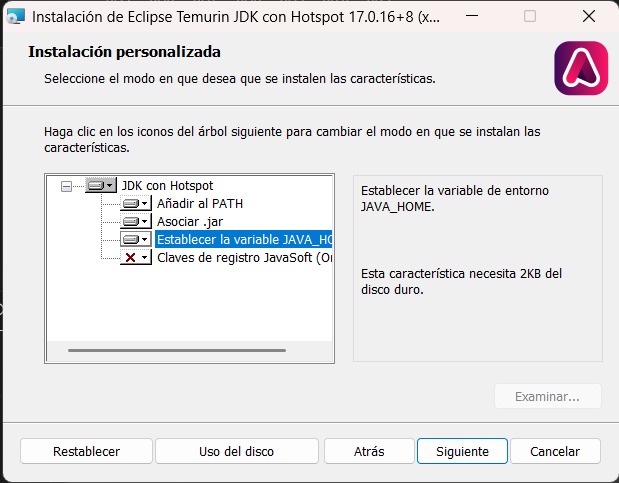 Instalación de Eclipse Temurin JDK con Hotspot 17.0.16+8 (x...
Instalación personalizada
Seleccione el modo en que desea que se instalen las características.
Haga clic en los iconos del árbol siguiente para cambiar el modo en que se instalan las
características.
JDK con Hotspot
Añadir al PATH
Asociar .jar
Establecer la variable JAVA_HO
Claves de registro JavaSoft (Or
Establecer la variable de entorno
JAVA_HOME.
Esta característica necesita 2KB del
disco duro.
Examinar...
Restablecer
Uso del disco
Atrás
Siguiente
Cancelar